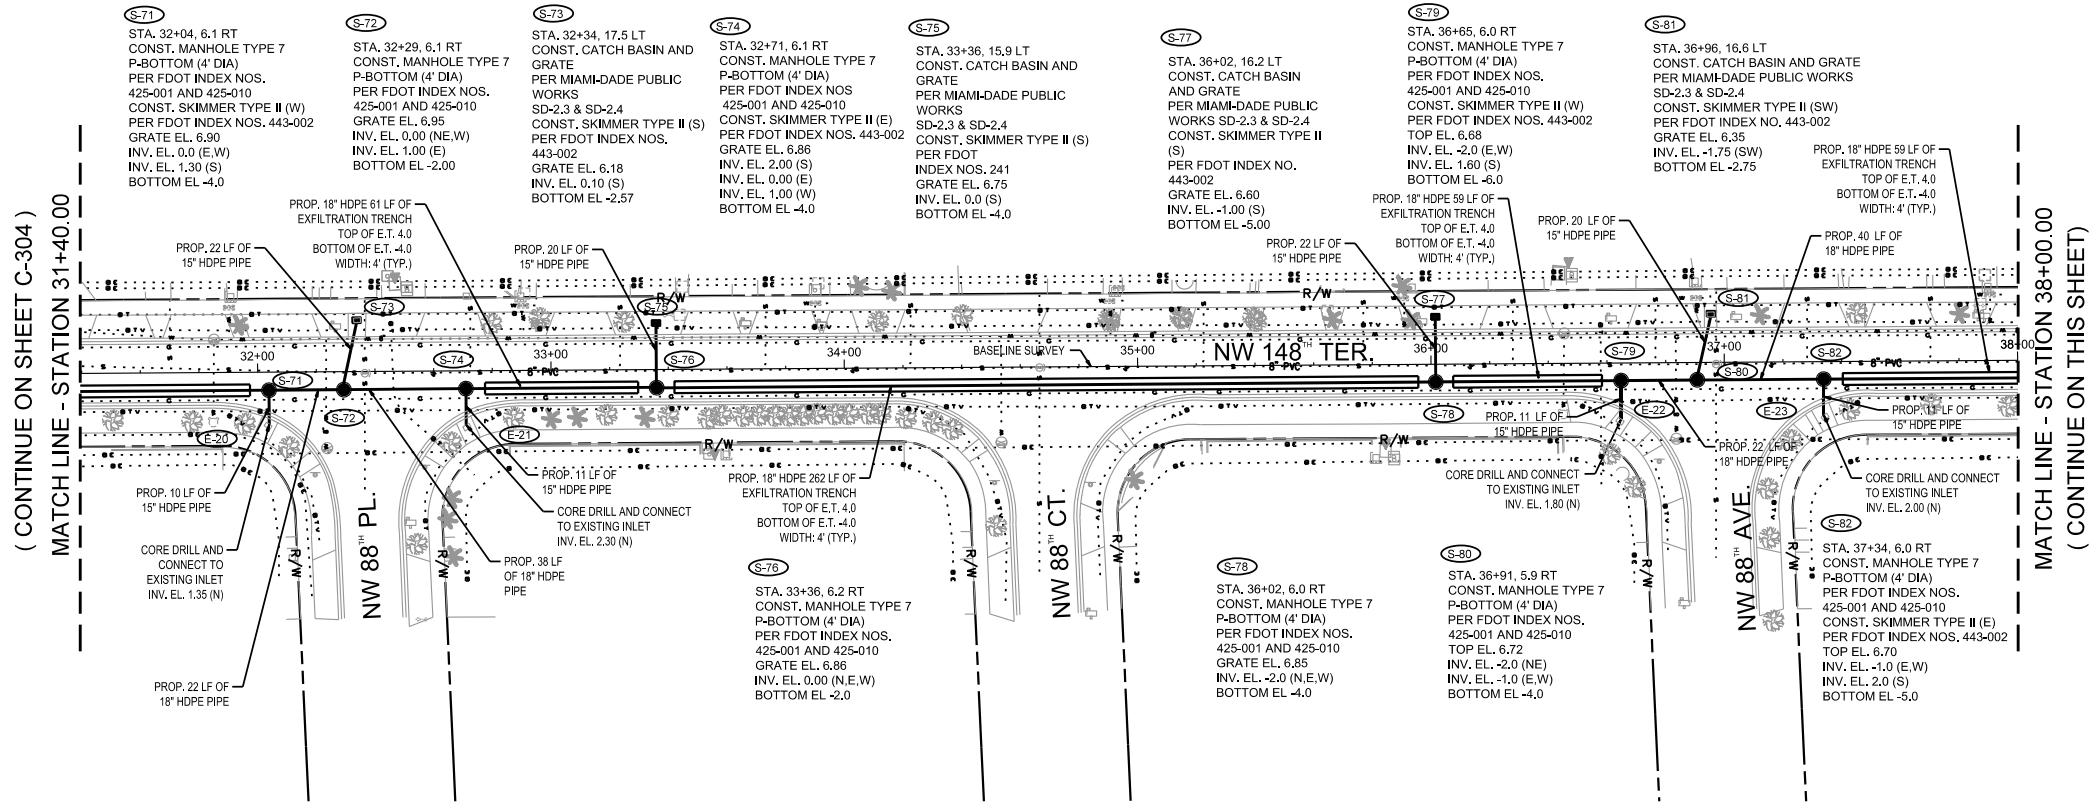 S-71
STA. 32+04, 6.1 RT
CONST. MANHOLE TYPE 7
P-BOTTOM (4' DIA)
PER FDOT INDEX NOS.
425-001 AND 425-010
CONST. SKIMMER TYPE II (W)
PER FDOT INDEX NOS. 443-002
GRATE EL. 6.90
INV. EL. 0.0 (E,W)
INV. EL. 1.30 (S)
BOTTOM EL -4.0
S-72
STA. 32+29, 6.1 RT
CONST. MANHOLE TYPE 7
P-BOTTOM (4' DIA)
PER FDOT INDEX NOS.
425-001 AND 425-010
GRATE EL. 6.95
INV. EL. 0.00 (NE,W)
INV. EL. 1.00 (E)
BOTTOM EL -2.00
S-73
STA. 32+34, 17.5 LT
CONST. CATCH BASIN AND
GRATE
PER MIAMI-DADE PUBLIC
WORKS
SD-2.3 & SD-2.4
CONST. SKIMMER TYPE II (S)
PER FDOT INDEX NOS.
443-002
GRATE EL. 6.18
INV. EL. 0.10 (S)
BOTTOM EL -2.57
S-74
STA. 32+71, 6.1 RT
CONST. MANHOLE TYPE 7
P-BOTTOM (4' DIA)
PER FDOT INDEX NOS
425-001 AND 425-010
CONST. SKIMMER TYPE II (E)
PER FDOT INDEX NOS. 443-002
GRATE EL. 6.86
INV. EL. 2.00 (S)
INV. EL. 0.00 (E)
INV. EL. 1.00 (W)
BOTTOM EL -4.0
S-75
STA. 33+36, 15.9 LT
CONST. CATCH BASIN AND
GRATE
PER MIAMI-DADE PUBLIC
WORKS
SD-2.3 & SD-2.4
CONST. SKIMMER TYPE II (S)
PER FDOT
INDEX NOS. 241
GRATE EL. 6.75
INV. EL. 0.0 (S)
BOTTOM EL -4.0
S-77
STA. 36+02, 16.2 LT
CONST. CATCH BASIN
AND GRATE
PER MIAMI-DADE PUBLIC
WORKS SD-2.3 & SD-2.4
CONST. SKIMMER TYPE II
(S)
PER FDOT INDEX NO.
443-002
GRATE EL. 6.60
INV. EL. -1.00 (S)
BOTTOM EL -5.00
S-79
STA. 36+65, 6.0 RT
CONST. MANHOLE TYPE 7
P-BOTTOM (4' DIA)
PER FDOT INDEX NOS.
425-001 AND 425-010
CONST. SKIMMER TYPE II (W)
PER FDOT INDEX NOS. 443-002
TOP EL. 6.68
INV. EL. -2.0 (E,W)
INV. EL. 1.60 (S)
BOTTOM EL -6.0
S-81
STA. 36+96, 16.6 LT
CONST. CATCH BASIN AND GRATE
PER MIAMI-DADE PUBLIC WORKS
SD-2.3 & SD-2.4
CONST. SKIMMER TYPE II (SW)
PER FDOT INDEX NO. 443-002
GRATE EL. 6.35
INV. EL. -1.75 (SW)
BOTTOM EL -2.75
PROP. 18" HDPE 59 LF OF
EXFILTRATION TRENCH
TOP OF E.T. 4.0
BOTTOM OF E.T. -4.0
WIDTH: 4' (TYP.)
( CONTINUE ON SHEET C-304 )
MATCH LINE - STATION 31+40.00
PROP. 22 LF OF
15" HDPE PIPE
PROP. 18" HDPE 61 LF OF
EXFILTRATION TRENCH
TOP OF E.T. 4.0
BOTTOM OF E.T. -4.0
WIDTH: 4' (TYP.)
PROP. 20 LF OF
15" HDPE PIPE
PROP. 22 LF OF
15" HDPE PIPE
PROP. 18" HDPE 59 LF OF
EXFILTRATION TRENCH
TOP OF E.T. 4.0
BOTTOM OF E.T. -4.0
WIDTH: 4' (TYP.)
PROP. 20 LF OF
15" HDPE PIPE
PROP. 40 LF OF
18" HDPE PIPE
MATCH LINE - STATION 38+00.00
( CONTINUE ON THIS SHEET)
R/W
R/W
S-73
S-75
S-77
S-81
32+00
33+00
34+00
35+00
36+00
37+00
38+00
BASELINE SURVEY
NW 148TH TER.
8" PVC
8" PVC
8" PVC
S-71
S-72
S-74
S-76
S-78
S-79
S-80
S-82
E-20
E-21
E-22
E-23
R/W
R/W
PROP. 10 LF OF
15" HDPE PIPE
CORE DRILL AND
CONNECT TO
EXISTING INLET
INV. EL. 1.35 (N)
PROP. 22 LF OF
18" HDPE PIPE
R/W
NW 88TH PL.
R/W
PROP. 11 LF OF
15" HDPE PIPE
CORE DRILL AND CONNECT
TO EXISTING INLET
INV. EL. 2.30 (N)
PROP. 38 LF
OF 18" HDPE
PIPE
PROP. 18" HDPE 262 LF OF
EXFILTRATION TRENCH
TOP OF E.T. 4.0
BOTTOM OF E.T. -4.0
WIDTH: 4' (TYP.)
S-76
STA. 33+36, 6.2 RT
CONST. MANHOLE TYPE 7
P-BOTTOM (4' DIA)
PER FDOT INDEX NOS.
425-001 AND 425-010
GRATE EL. 6.86
INV. EL. 0.00 (N,E,W)
BOTTOM EL -2.0
R/W
NW 88TH CT.
R/W
S-78
STA. 36+02, 6.0 RT
CONST. MANHOLE TYPE 7
P-BOTTOM (4' DIA)
PER FDOT INDEX NOS.
425-001 AND 425-010
GRATE EL. 6.85
INV. EL. -2.0 (N,E,W)
BOTTOM EL -4.0
PROP. 11 LF OF
15" HDPE PIPE
CORE DRILL AND CONNECT
TO EXISTING INLET
INV. EL. 1.80 (N)
S-80
STA. 36+91, 5.9 RT
CONST. MANHOLE TYPE 7
P-BOTTOM (4' DIA)
PER FDOT INDEX NOS.
425-001 AND 425-010
TOP EL. 6.72
INV. EL. -2.0 (NE)
INV. EL. -1.0 (E,W)
BOTTOM EL -4.0
R/W
PROP. 22 LF OF
18" HDPE PIPE
NW 88TH AVE.
R/W
PROP. 11 LF OF
15" HDPE PIPE
CORE DRILL AND CONNECT
TO EXISTING INLET
INV. EL. 2.00 (N)
S-82
STA. 37+34, 6.0 RT
CONST. MANHOLE TYPE 7
P-BOTTOM (4' DIA)
PER FDOT INDEX NOS.
425-001 AND 425-010
CONST. SKIMMER TYPE II (E)
PER FDOT INDEX NOS. 443-002
TOP EL. 6.70
INV. EL. -1.0 (E,W)
INV. EL. 2.0 (S)
BOTTOM EL -5.0